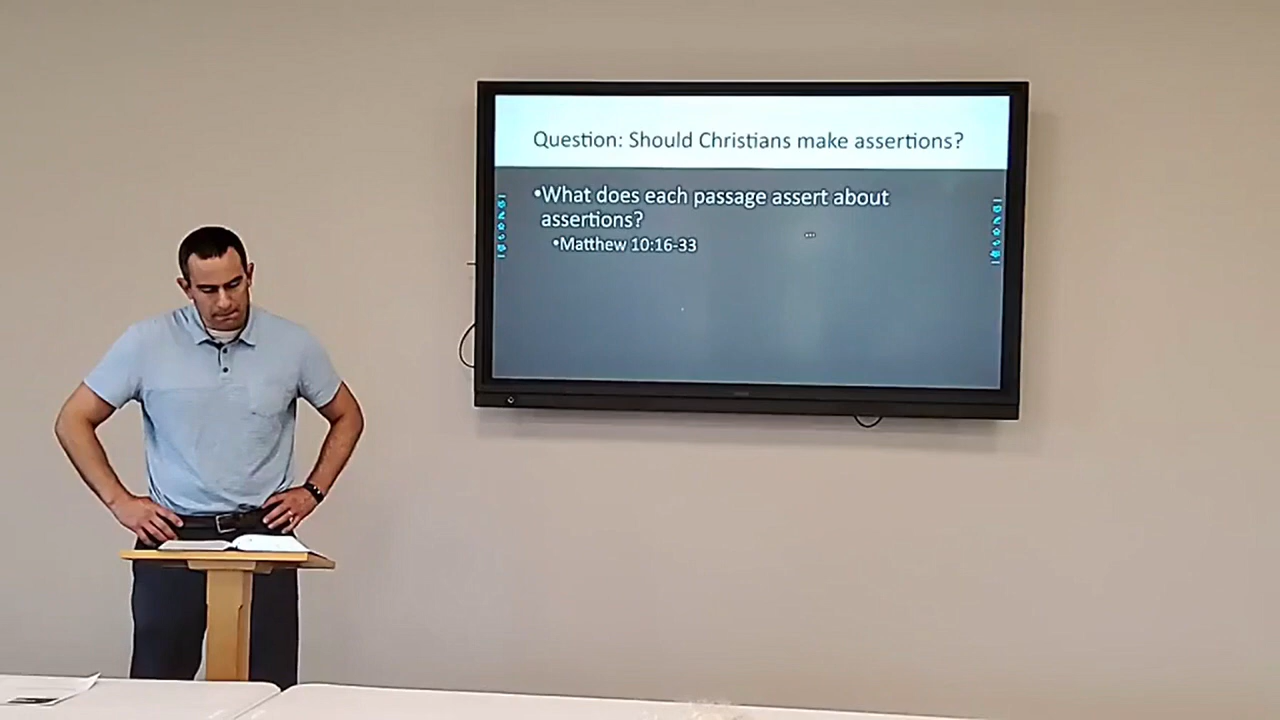 Question: Should Christians make assertions?
•What does each passage assert about
assertions?
•Matthew 10:16-33